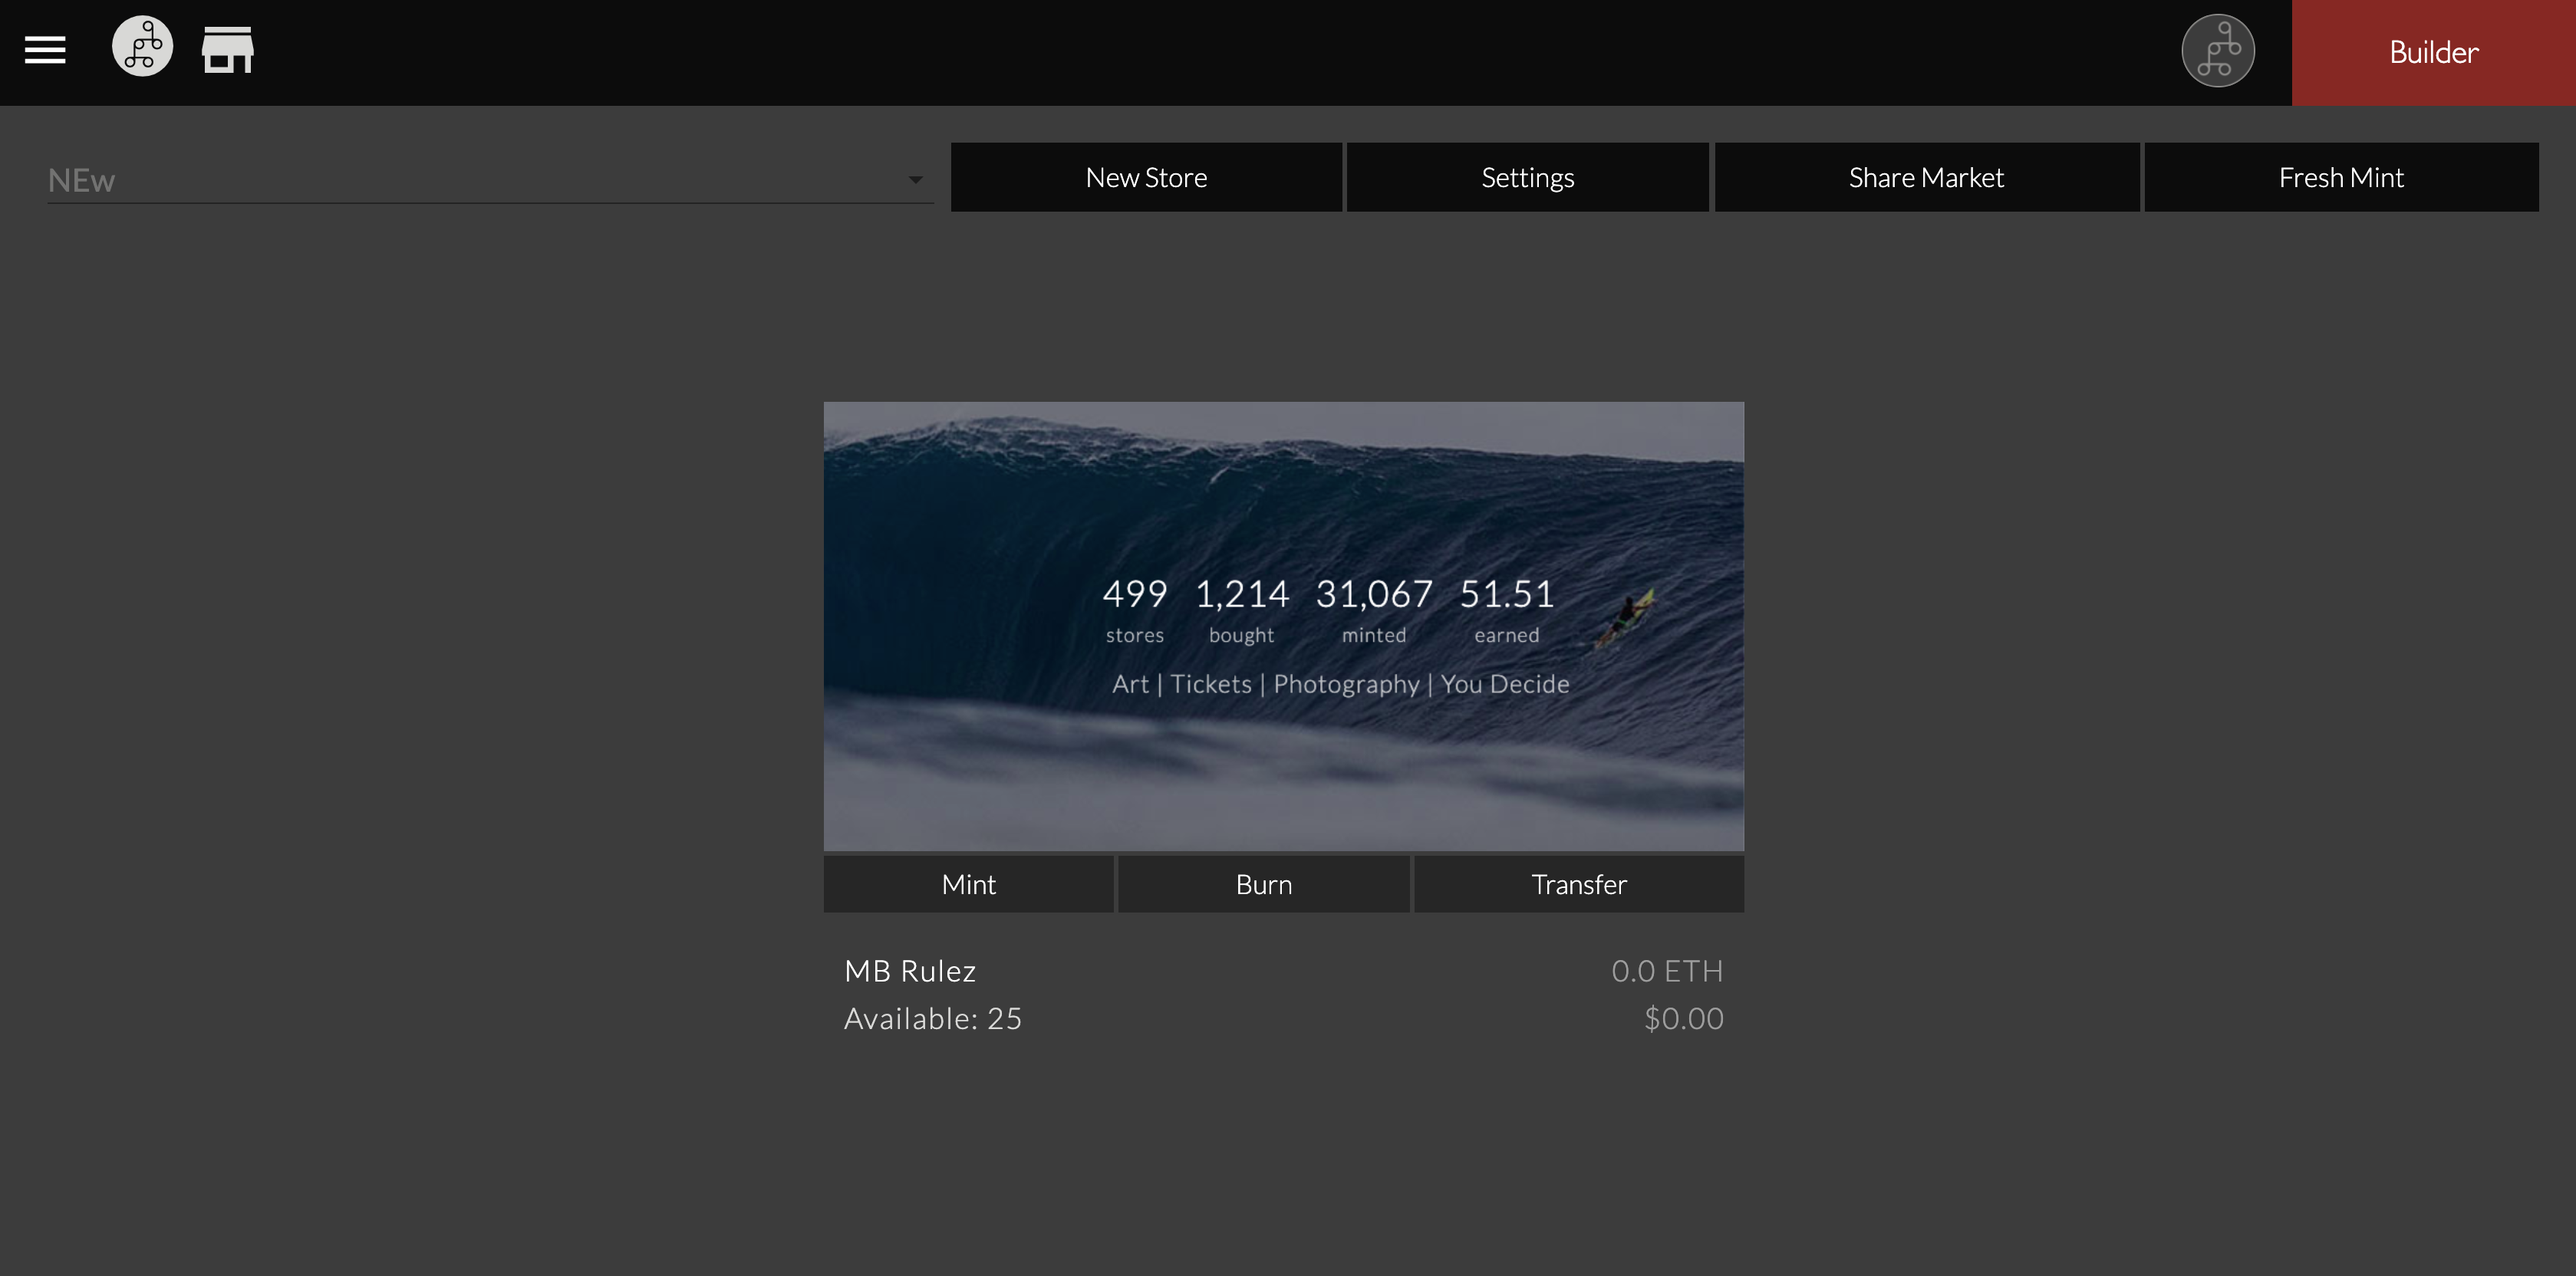 Builder
NEw
New Store
Settings
Share Market
Fresh Mint
499 1,214 31,067 51.51
stores bought minted earned
Art | Tickets | Photography | You Decide
Mint
Burn
Transfer
MB Rulez
0.0 ETH
Available: 25
$0.00